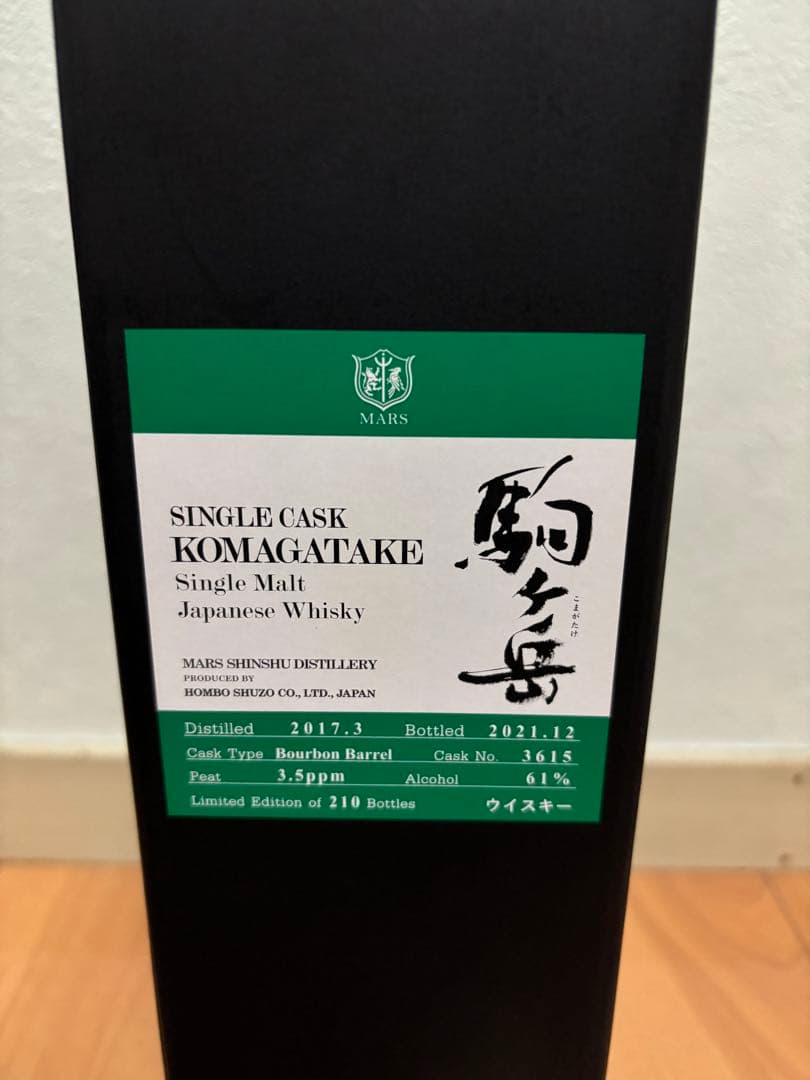 MARS
SINGLE CASK
KOMAGATAKE
Single Malt
Japanese Whisky
駒ヶ岳
こまがたけ
MARS SHINSHU DISTILLERY
PRODUCED BY
HOMBO SHUZO CO., LTD., JAPAN
Distilled 2017.3 Bottled 2021.12
Cask Type Bourbon Barrel Cask No. 3615
Peat 3.5ppm Alcohol 61%
Limited Edition of 210 Bottles ウイスキー